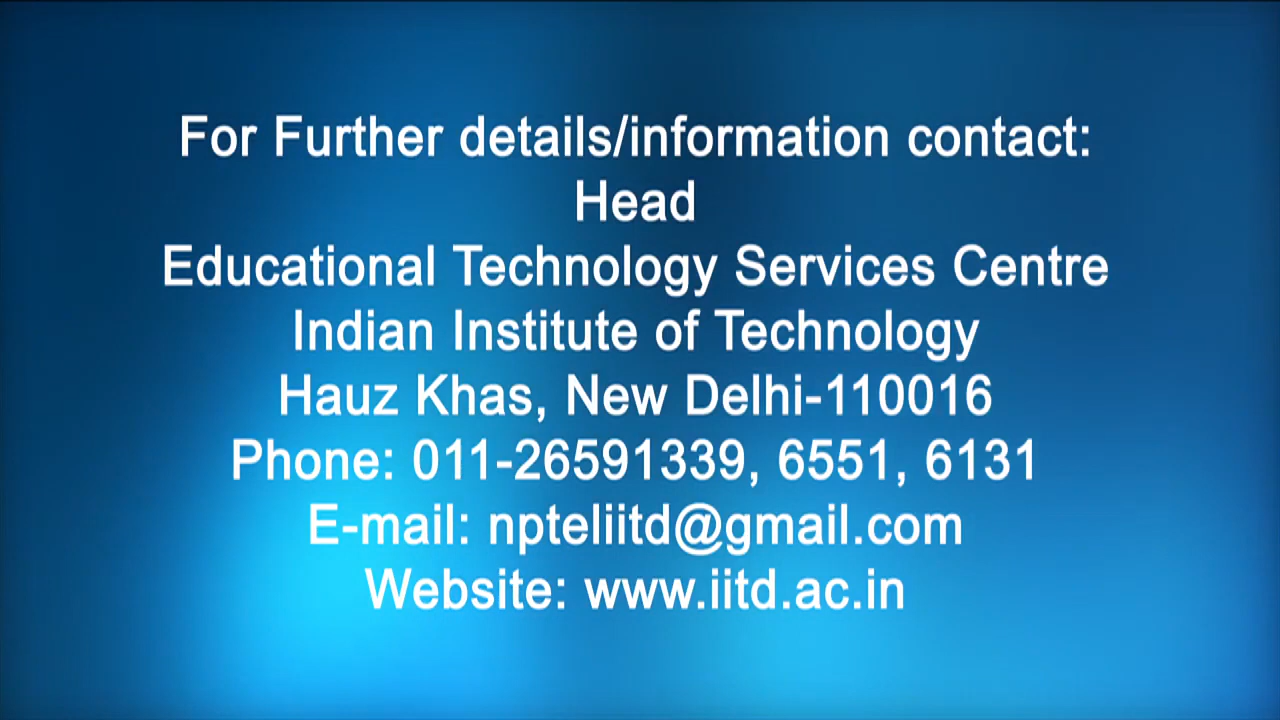 For Further details/information contact:
Head
Educational Technology Services Centre
Indian Institute of Technology
Hauz Khas, New Delhi-110016
Phone: 011-26591339, 6551, 6131
E-mail: npteliitd@gmail.com
Website: www.iitd.ac.in